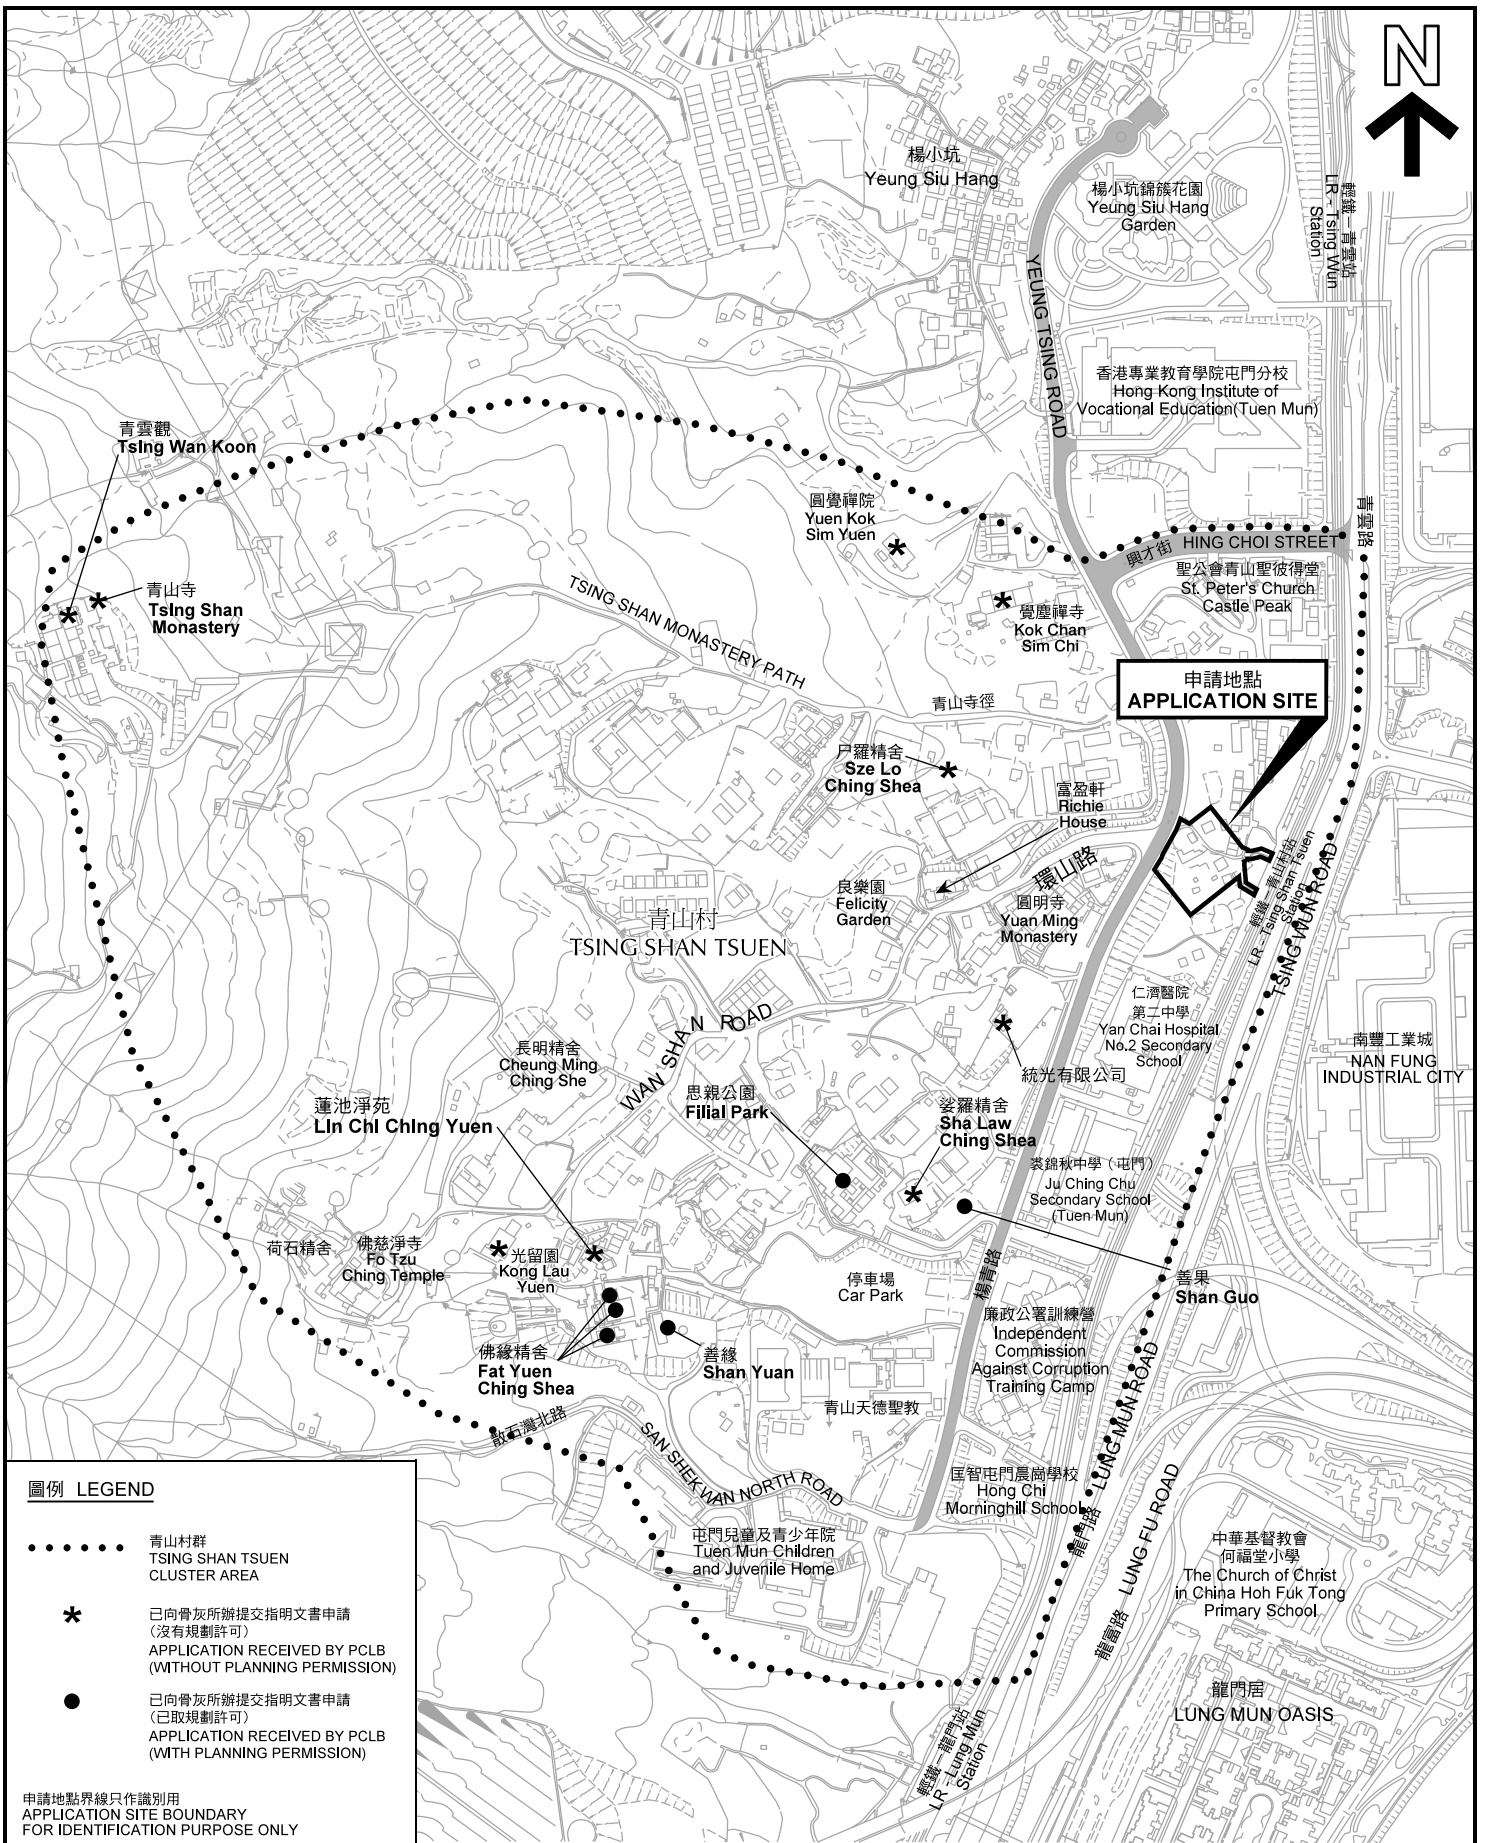 N
楊小坑
Yeung Siu Hang
楊小坑錦簇花園
Yeung Siu Hang
Garden
輕鐵 - 青雲站
LR - Tsing Wun
Station
YEUNG TSING ROAD
香港專業教育學院屯門分校
Hong Kong Institute of
Vocational Education(Tuen Mun)
青雲觀
Tsing Wan Koon
圓覺禪院
Yuen Kok
Sim Yuen
青雲路
興才街 HING CHOI STREET
聖公會青山聖彼得堂
St. Peter's Church
Castle Peak
青山寺
Tsing Shan
Monastery
TSING SHAN MONASTERY PATH
覺塵禪寺
Kok Chan
Sim Chi
申請地點
APPLICATION SITE
青山寺徑
尸羅精舍
Sze Lo
Ching Shea
富盈軒
Richie
House
環山路
良樂園
Felicity
Garden
圓明寺
Yuan Ming
Monastery
輕鐵 - 青山村站
LR - Tsing Shan Tsuen
Station
TSING WUN ROAD
青山村
TSING SHAN TSUEN
仁濟醫院
第二中學
Yan Chai Hospital
No.2 Secondary
School
WAN SHAN ROAD
長明精舍
Cheung Ming
Ching She
統光有限公司
南豐工業城
NAN FUNG
INDUSTRIAL CITY
蓮池淨苑
Lin Chi Ching Yuen
思親公園
Filial Park
娑羅精舍
Sha Law
Ching Shea
裘錦秋中學（屯門）
Ju Ching Chu
Secondary School
(Tuen Mun)
荷石精舍
佛慈淨寺
Fo Tzu
Ching Temple
光留園
Kong Lau
Yuen
停車場
Car Park
楊青路
善果
Shan Guo
廉政公署訓練營
Independent
Commission
Against Corruption
Training Camp
佛緣精舍
Fat Yuen
Ching Shea
善緣
Shan Yuan
青山天德聖教
散石灣北路
SAN SHEK WAN NORTH ROAD
龍門路 LUNG MUN ROAD
匡智屯門晨崗學校
Hong Chi
Morninghill School
龍富路 LUNG FU ROAD
屯門兒童及青少年院
Tuen Mun Children
and Juvenile Home
中華基督教會
何福堂小學
The Church of Christ
in China Hoh Fuk Tong
Primary School
龍門居
LUNG MUN OASIS
輕鐵 - 龍門站
LR - Lung Mun
Station
圖例 LEGEND
青山村群
TSING SHAN TSUEN
CLUSTER AREA
已向骨灰所辦提交指明文書申請
（沒有規劃許可）
APPLICATION RECEIVED BY PCLB
(WITHOUT PLANNING PERMISSION)
已向骨灰所辦提交指明文書申請
（已取規劃許可）
APPLICATION RECEIVED BY PCLB
(WITH PLANNING PERMISSION)
申請地點界線只作識別用
APPLICATION SITE BOUNDARY
FOR IDENTIFICATION PURPOSE ONLY